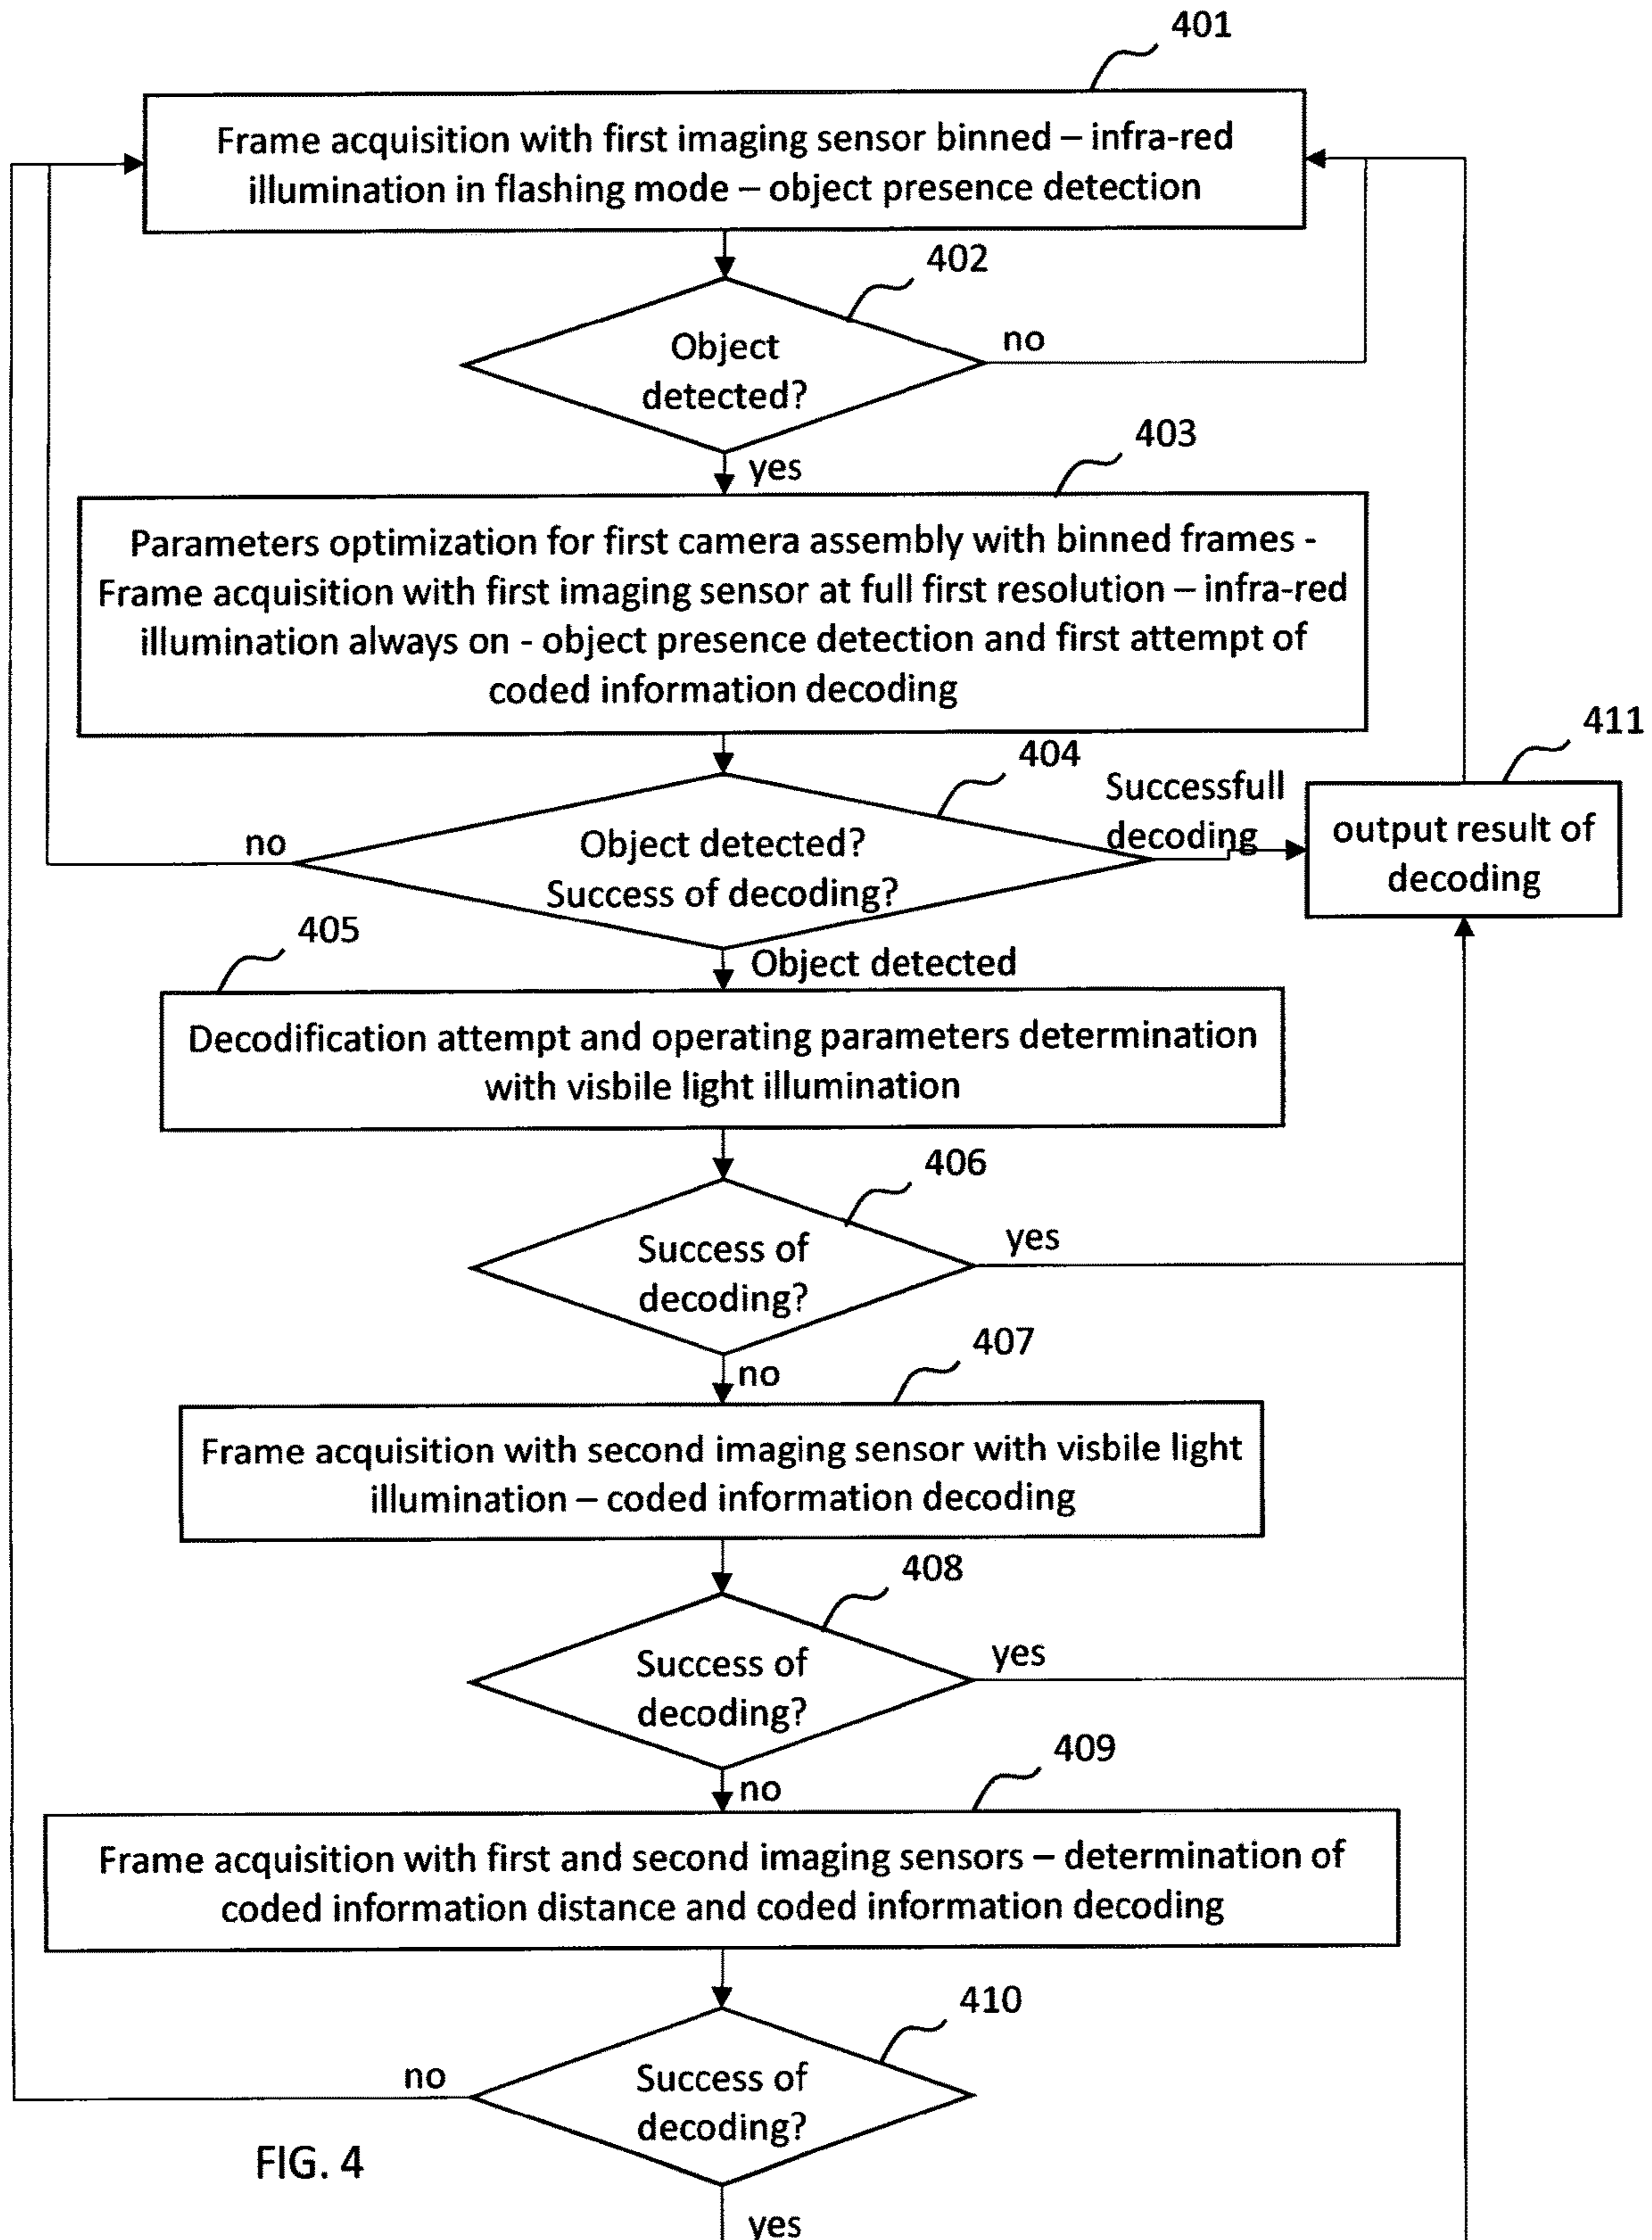 401
Frame acquisition with first imaging sensor binned – infra-red
illumination in flashing mode – object presence detection
402
Object
detected?
no
yes
403
Parameters optimization for first camera assembly with binned frames -
Frame acquisition with first imaging sensor at full first resolution – infra-red
illumination always on - object presence detection and first attempt of
coded information decoding
404
Object detected?
Success of decoding?
no
Successfull
decoding
411
output result of
decoding
Object detected
405
Decodification attempt and operating parameters determination
with visbile light illumination
406
Success of
decoding?
yes
no
407
Frame acquisition with second imaging sensor with visbile light
illumination – coded information decoding
408
Success of
decoding?
yes
no
409
Frame acquisition with first and second imaging sensors – determination of
coded information distance and coded information decoding
410
Success of
decoding?
no
yes
FIG. 4